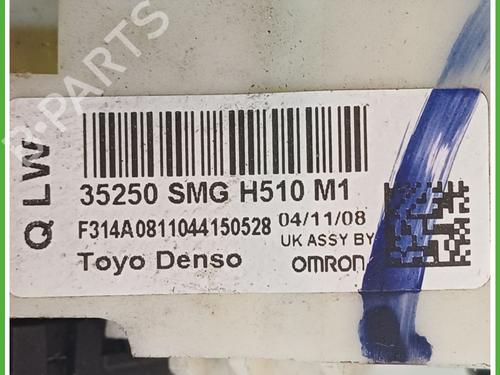 B-PARTS
QLW
35250 SMG H510 M1
F314A0811044150528 04/11/08
UK ASSY BY
Toyo Denso OMRON